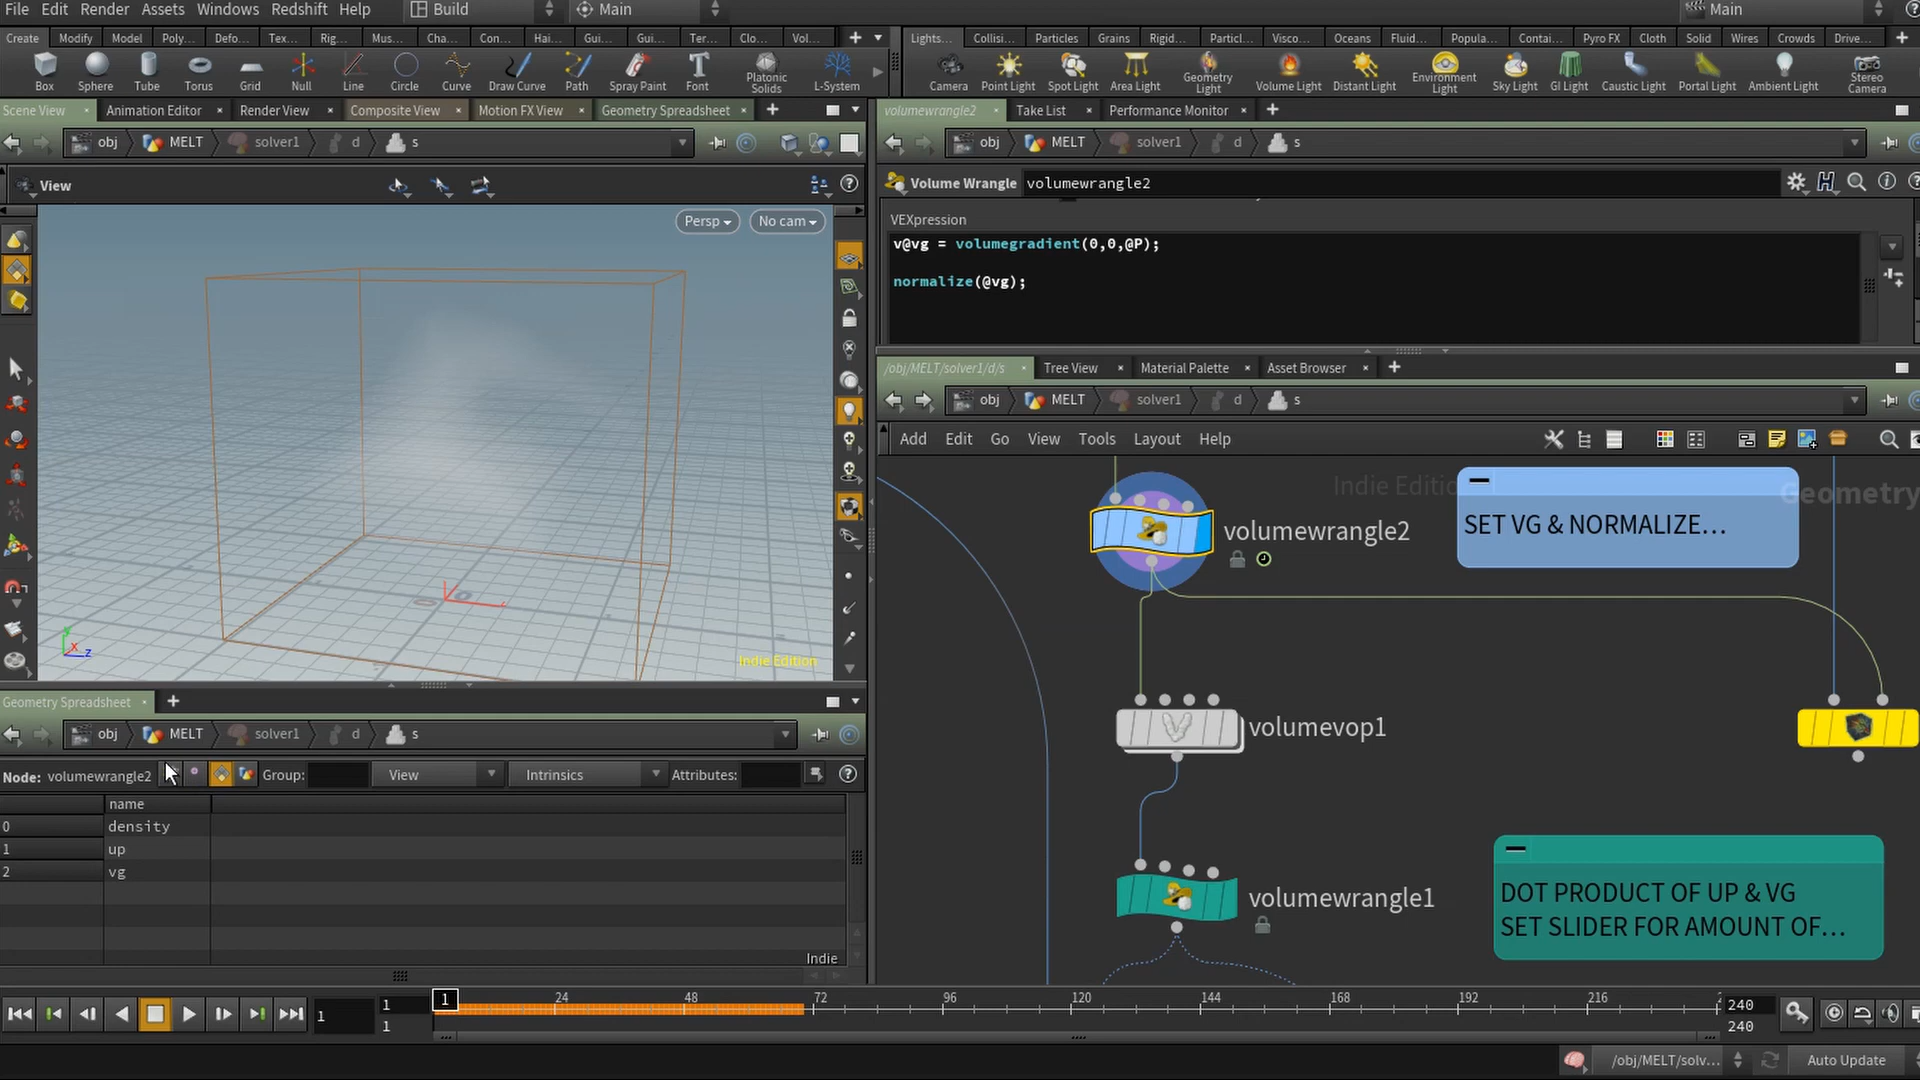 File Edit Render Assets Windows Redshift Help Build Main Main
Create Modify Model Poly... Defo... Tex... Rig... Mus... Cha... Con... Hai... Gui... Gui... Ter... Clo... Vol...
Lights... Collisi... Particles Grains Rigid... Particl... Visco... Oceans Fluid... Popula... Contai... Pyro FX Cloth Solid Wires Crowds Drive...
Box Sphere Tube Torus Grid Null Line Circle Curve Draw Curve Path Spray Paint Font Platonic Solids L-System
Camera Point Light Spot Light Area Light Geometry Light Volume Light Distant Light Environment Light Sky Light GI Light Caustic Light Portal Light Ambient Light Stereo Camera
Scene View Animation Editor Render View Composite View Motion FX View Geometry Spreadsheet
obj MELT solver1 d s
View
Persp No cam
Indie Edition
volumewrangle2 Take List Performance Monitor
obj MELT solver1 d s
Volume Wrangle volumewrangle2
VEXpression
v@vg = volumegradient(0,0,@P);
normalize(@vg);
/obj/MELT/solver1/d/s Tree View Material Palette Asset Browser
obj MELT solver1 d s
Add Edit Go View Tools Layout Help
Indie Editio
Geometry
volumewrangle2
SET VG & NORMALIZE...
volumevop1
volumewrangle1
DOT PRODUCT OF UP & VG
SET SLIDER FOR AMOUNT OF...
Geometry Spreadsheet
obj MELT solver1 d s
Node: volumewrangle2 Group: View Intrinsics Attributes:
name
0 density
1 up
2 vg
Indie
1 1 1 1 24 48 72 96 120 144 168 192 216 2 240
240
/obj/MELT/solv... Auto Update